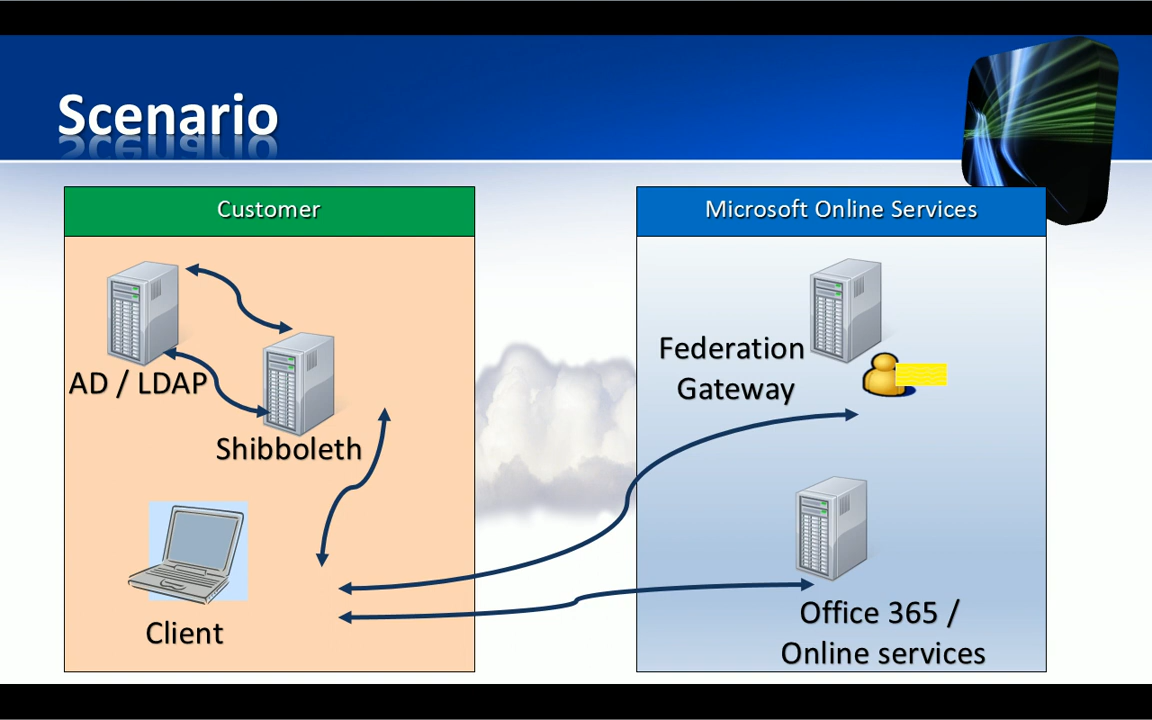 Scenario
Customer
Microsoft Online Services
AD / LDAP
Shibboleth
Client
Federation
Gateway
Office 365 /
Online services